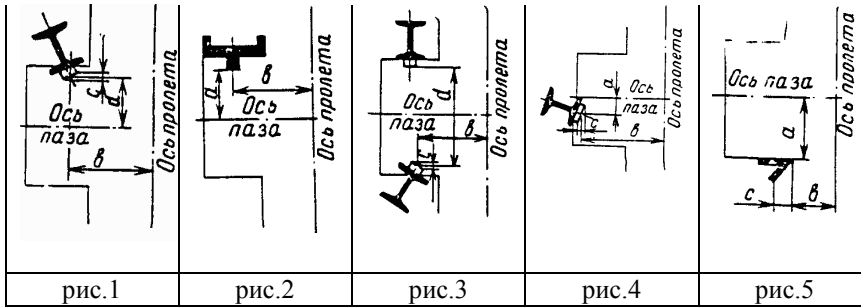 c
d
Ось
паза
в
Ось пролета
a
в
Ось
паза
Ось пролета
d
Ось
паза
в
c
Ось пролета
a
Ось
паза
c
в
Ось пролета
Ось паза
a
c
в
Ось пролета
рис.1 рис.2 рис.3 рис.4 рис.5